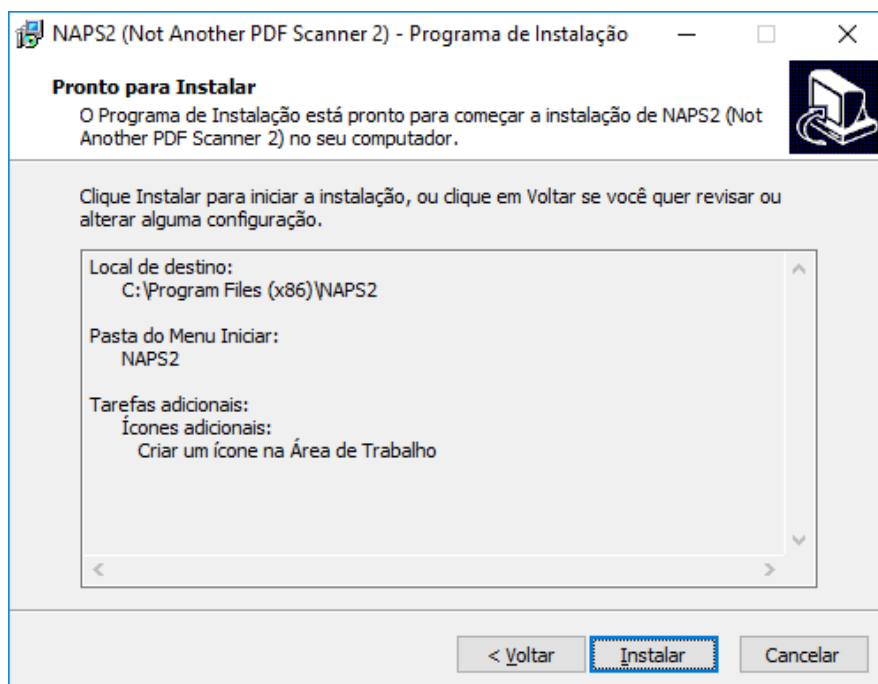 NAPS2 (Not Another PDF Scanner 2) - Programa de Instalação
Pronto para Instalar
O Programa de Instalação está pronto para começar a instalação de NAPS2 (Not
Another PDF Scanner 2) no seu computador.
Clique Instalar para iniciar a instalação, ou clique em Voltar se você quer revisar ou
alterar alguma configuração.
Local de destino:
C:\Program Files (x86)\NAPS2
Pasta do Menu Iniciar:
NAPS2
Tarefas adicionais:
Ícones adicionais:
Criar um ícone na Área de Trabalho
< Voltar
Instalar
Cancelar